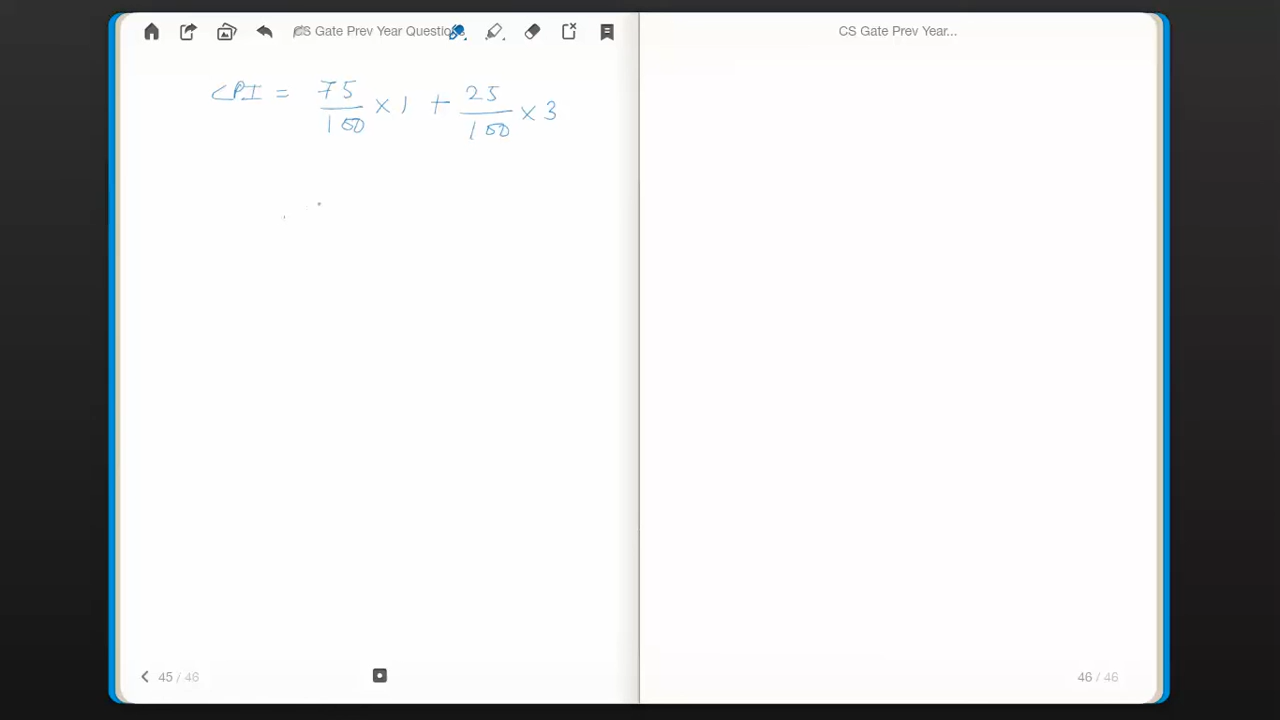 CS Gate Prev Year Questio
CS Gate Prev Year...
CPI = 75/100 × 1 + 25/100 × 3
45 / 46
46 / 46